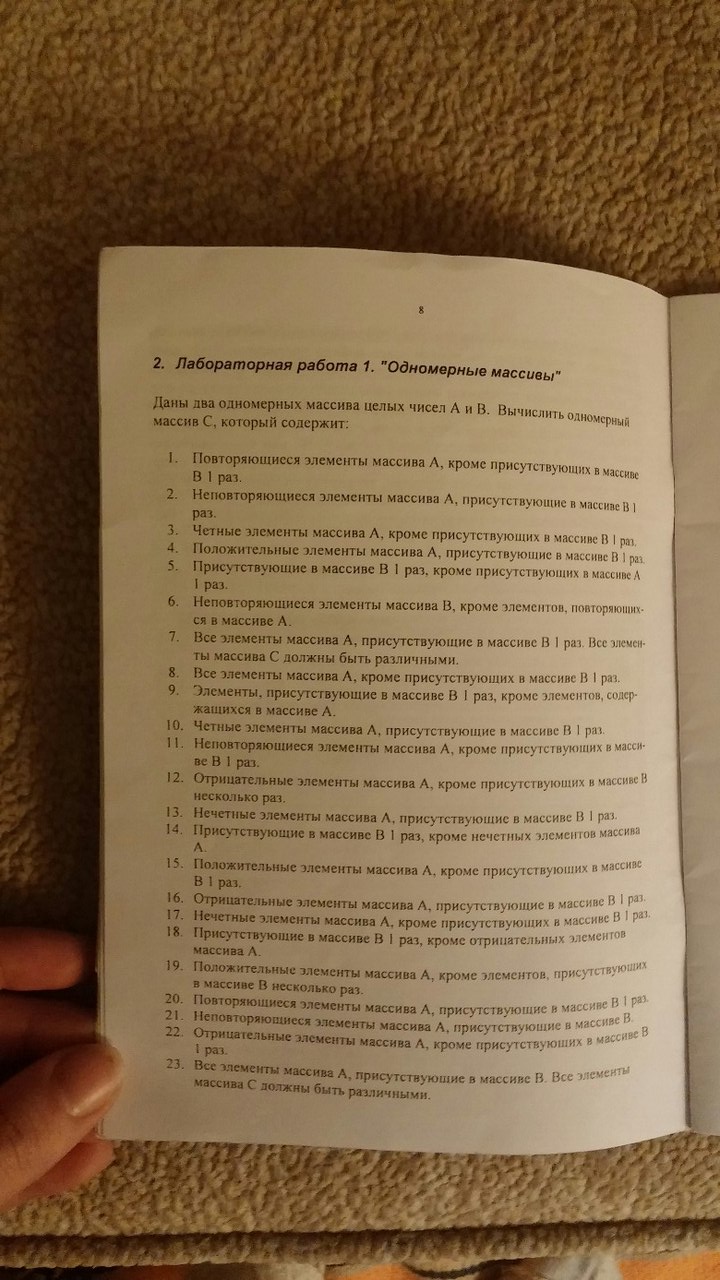 8
2. Лабораторная работа 1. "Одномерные массивы"
Даны два одномерных массива целых чисел А и В. Вычислить одномерный
массив С, который содержит:
1. Повторяющиеся элементы массива А, кроме присутствующих в массиве
В 1 раз.
2. Неповторяющиеся элементы массива А, присутствующие в массиве В 1
раз.
3. Четные элементы массива А, кроме присутствующих в массиве В 1 раз.
4. Положительные элементы массива А, присутствующие в массиве В 1 раз.
5. Присутствующие в массиве В 1 раз, кроме присутствующих в массиве А
1 раз.
6. Неповторяющиеся элементы массива В, кроме элементов, повторяющих-
ся в массиве А.
7. Все элементы массива А, присутствующие в массиве В 1 раз. Все элемен-
ты массива С должны быть различными.
8. Все элементы массива А, кроме присутствующих в массиве В 1 раз.
9. Элементы, присутствующие в массиве В 1 раз, кроме элементов, содер-
жащихся в массиве А.
10. Четные элементы массива А, присутствующие в массиве В 1 раз.
11. Неповторяющиеся элементы массива А, кроме присутствующих в масси-
ве В 1 раз.
12. Отрицательные элементы массива А, кроме присутствующих в массиве В
несколько раз.
13. Нечетные элементы массива А, присутствующие в массиве В 1 раз.
14. Присутствующие в массиве В 1 раз, кроме нечетных элементов массива
А.
15. Положительные элементы массива А, кроме присутствующих в массиве
В 1 раз.
16. Отрицательные элементы массива А, присутствующие в массиве В 1 раз.
17. Нечетные элементы массива А, кроме присутствующих в массиве В 1 раз.
18. Присутствующие в массиве В 1 раз, кроме отрицательных элементов
массива А.
19. Положительные элементы массива А, кроме элементов, присутствующих
в массиве В несколько раз.
20. Повторяющиеся элементы массива А, присутствующие в массиве В 1 раз.
21. Неповторяющиеся элементы массива А, присутствующие в массиве В.
22. Отрицательные элементы массива А, кроме присутствующих в массиве В
1 раз.
23. Все элементы массива А, присутствующие в массиве В. Все элементы
массива С должны быть различными.